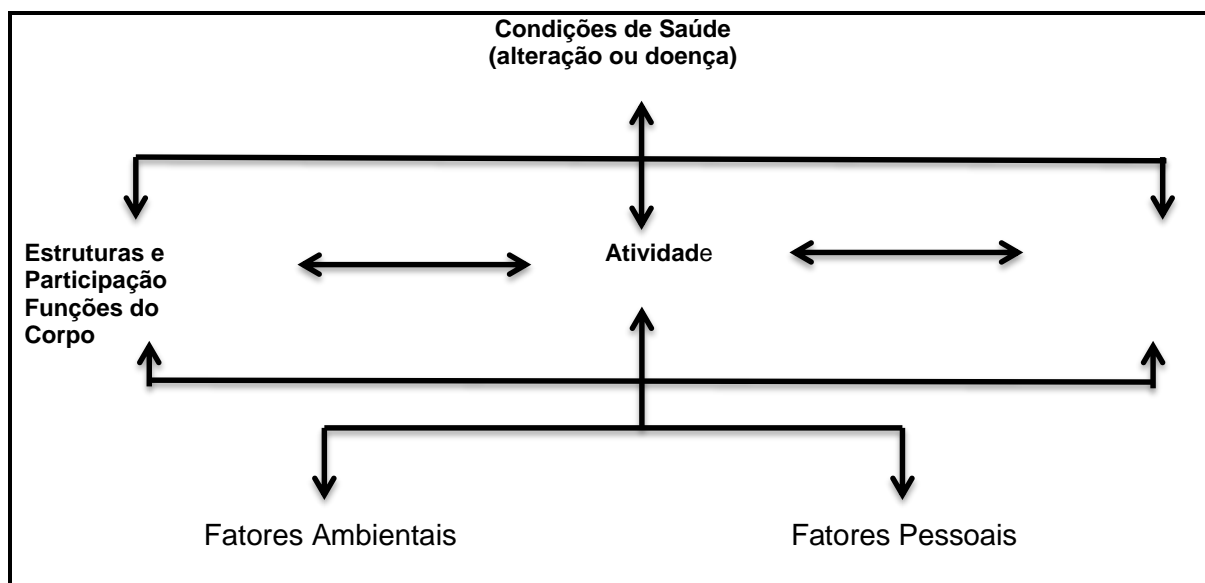 Condições de Saúde
(alteração ou doença)
Estruturas e
Participação
Funções do
Corpo
Atividade
Fatores Ambientais
Fatores Pessoais